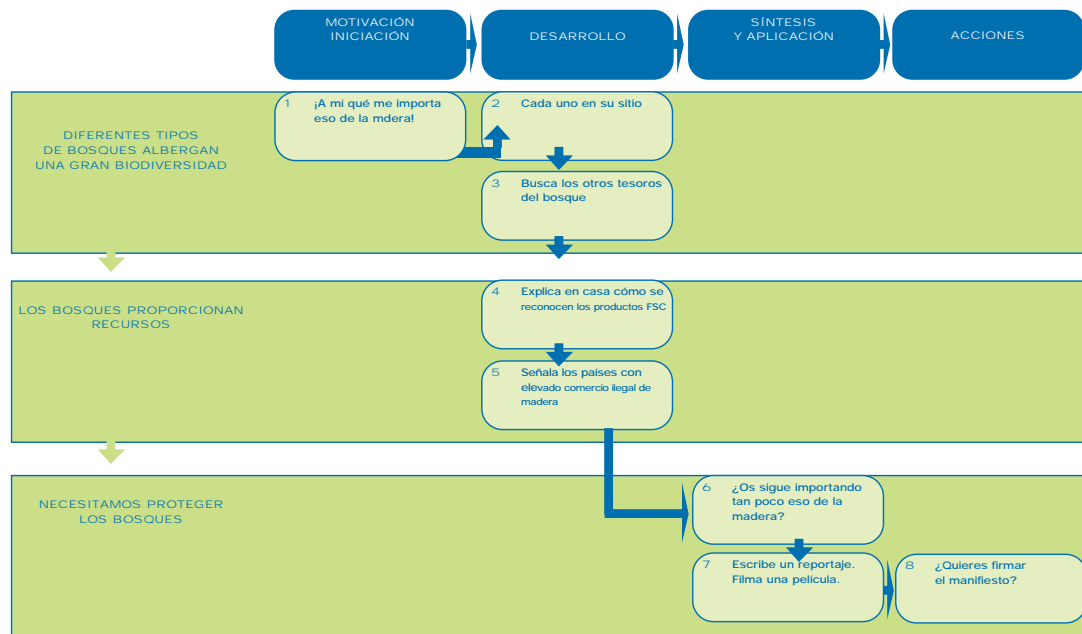 MOTIVACIÓN
INICIACIÓN
DESARROLLO
SÍNTESIS
Y APLICACIÓN
ACCIONES
DIFERENTES TIPOS
DE BOSQUES ALBERGAN
UNA GRAN BIODIVERSIDAD
1 ¡A mi qué me importa
eso de la mdera!
2 Cada uno en su sitio
3 Busca los otros tesoros
del bosque
LOS BOSQUES PROPORCIONAN
RECURSOS
4 Explica en casa cómo se
reconocen los productos FSC
5 Señala los países con
elevado comercio ilegal de
madera
NECESITAMOS PROTEGER
LOS BOSQUES
6 ¿Os sigue importando
tan poco eso de la
madera?
7 Escribe un reportaje.
Filma una película.
8 ¿Quieres firmar
el manifiesto?